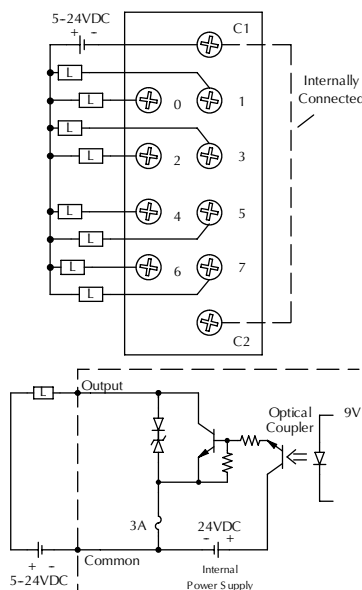 5-24VDC
+ -
C1
L
L
0
1
Internally
Connected
L
L
2
3
L
4
5
L
L
6
7
L
C2
L
Output
Optical
Coupler
9V
3A
24VDC
- +
+ -
Common
5-24VDC
Internal
Power Supply